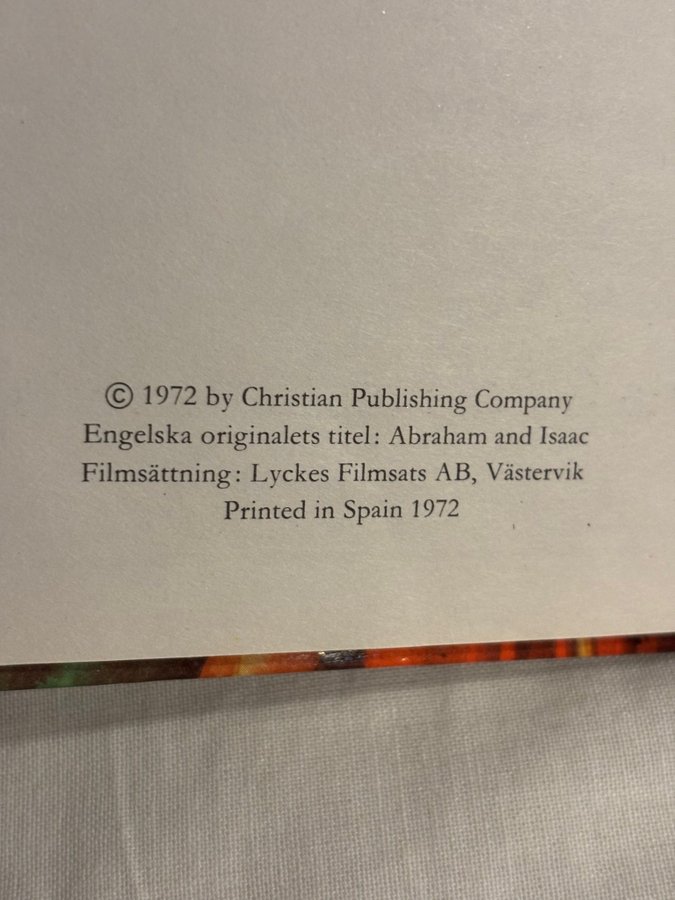 © 1972 by Christian Publishing Company
Engelska originalets titel: Abraham and Isaac
Filmsättning: Lyckes Filmsats AB, Västervik
Printed in Spain 1972